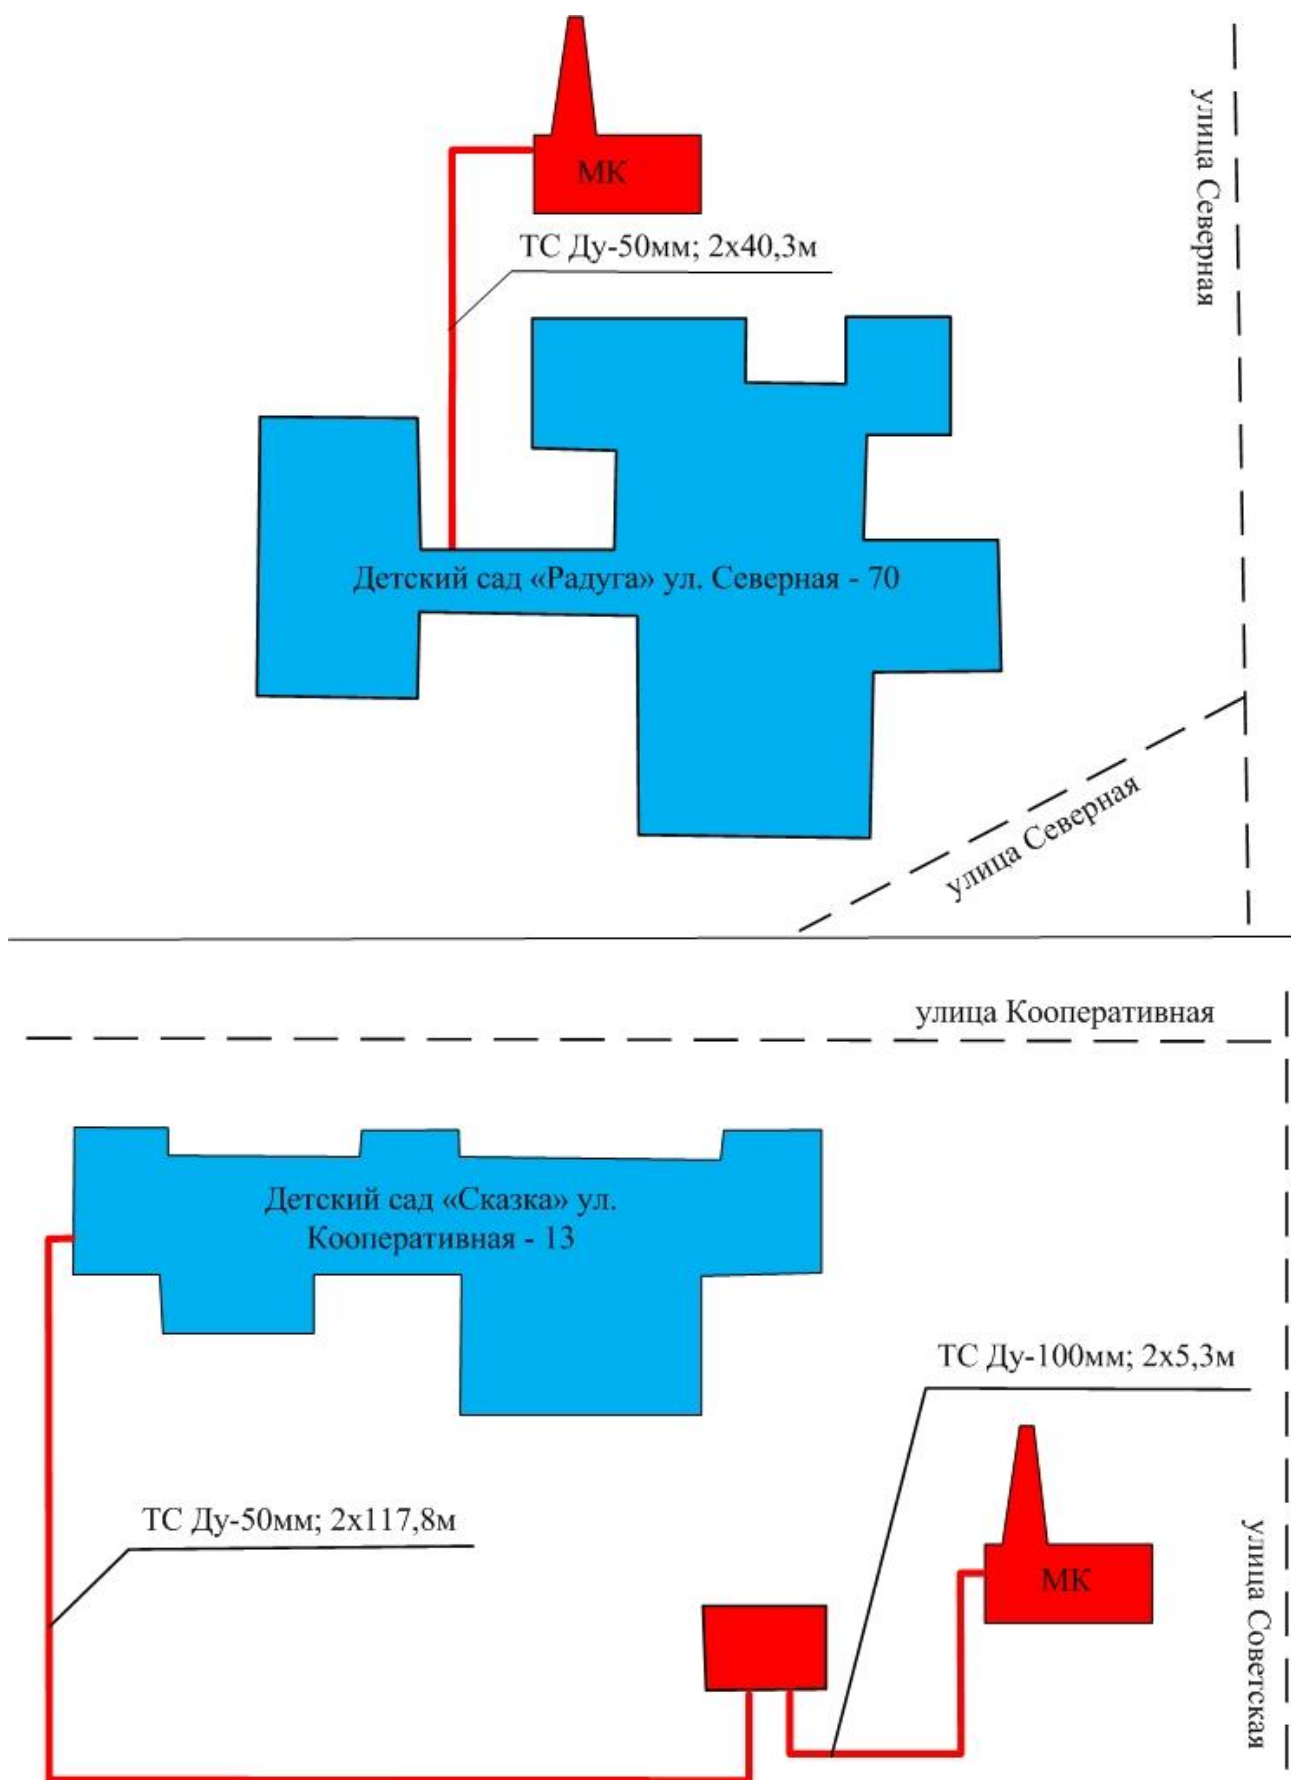 МК
улица Северная
ТС Ду-50мм; 2х40,3м
Детский сад «Радуга» ул. Северная - 70
улица Северная
улица Кооперативная
Детский сад «Сказка» ул.
Кооперативная - 13
ТС Ду-100мм; 2х5,3м
ТС Ду-50мм; 2х117,8м
МК
улица Советская